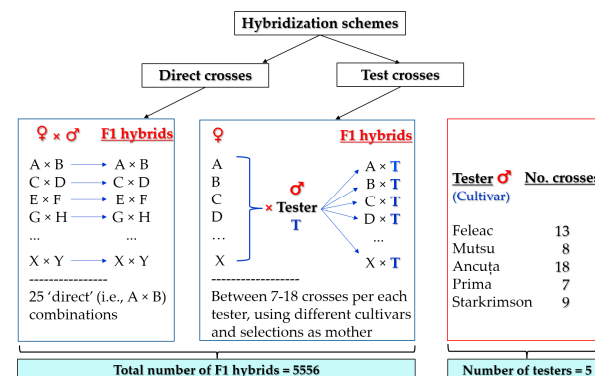 Hybridization schemes
Direct crosses
Test crosses
♀ × ♂ F1 hybrids
A × B A × B
C × D C × D
E × F E × F
G × H G × H
... ...
X × Y X × Y
----------------
25 'direct' (i.e., A × B)
combinations
♀ F1 hybrids
A
B
C
D
...
X
♂
× Tester
T
A × T
B × T
C × T
D × T
...
X × T
------------------
Between 7-18 crosses per each
tester, using different cultivars
and selections as mother
Tester ♂ No. crosses
(Cultivar)
Feleac 13
Mutsu 8
Ancuța 18
Prima 7
Starkrimson 9
Total number of F1 hybrids = 5556
Number of testers = 5